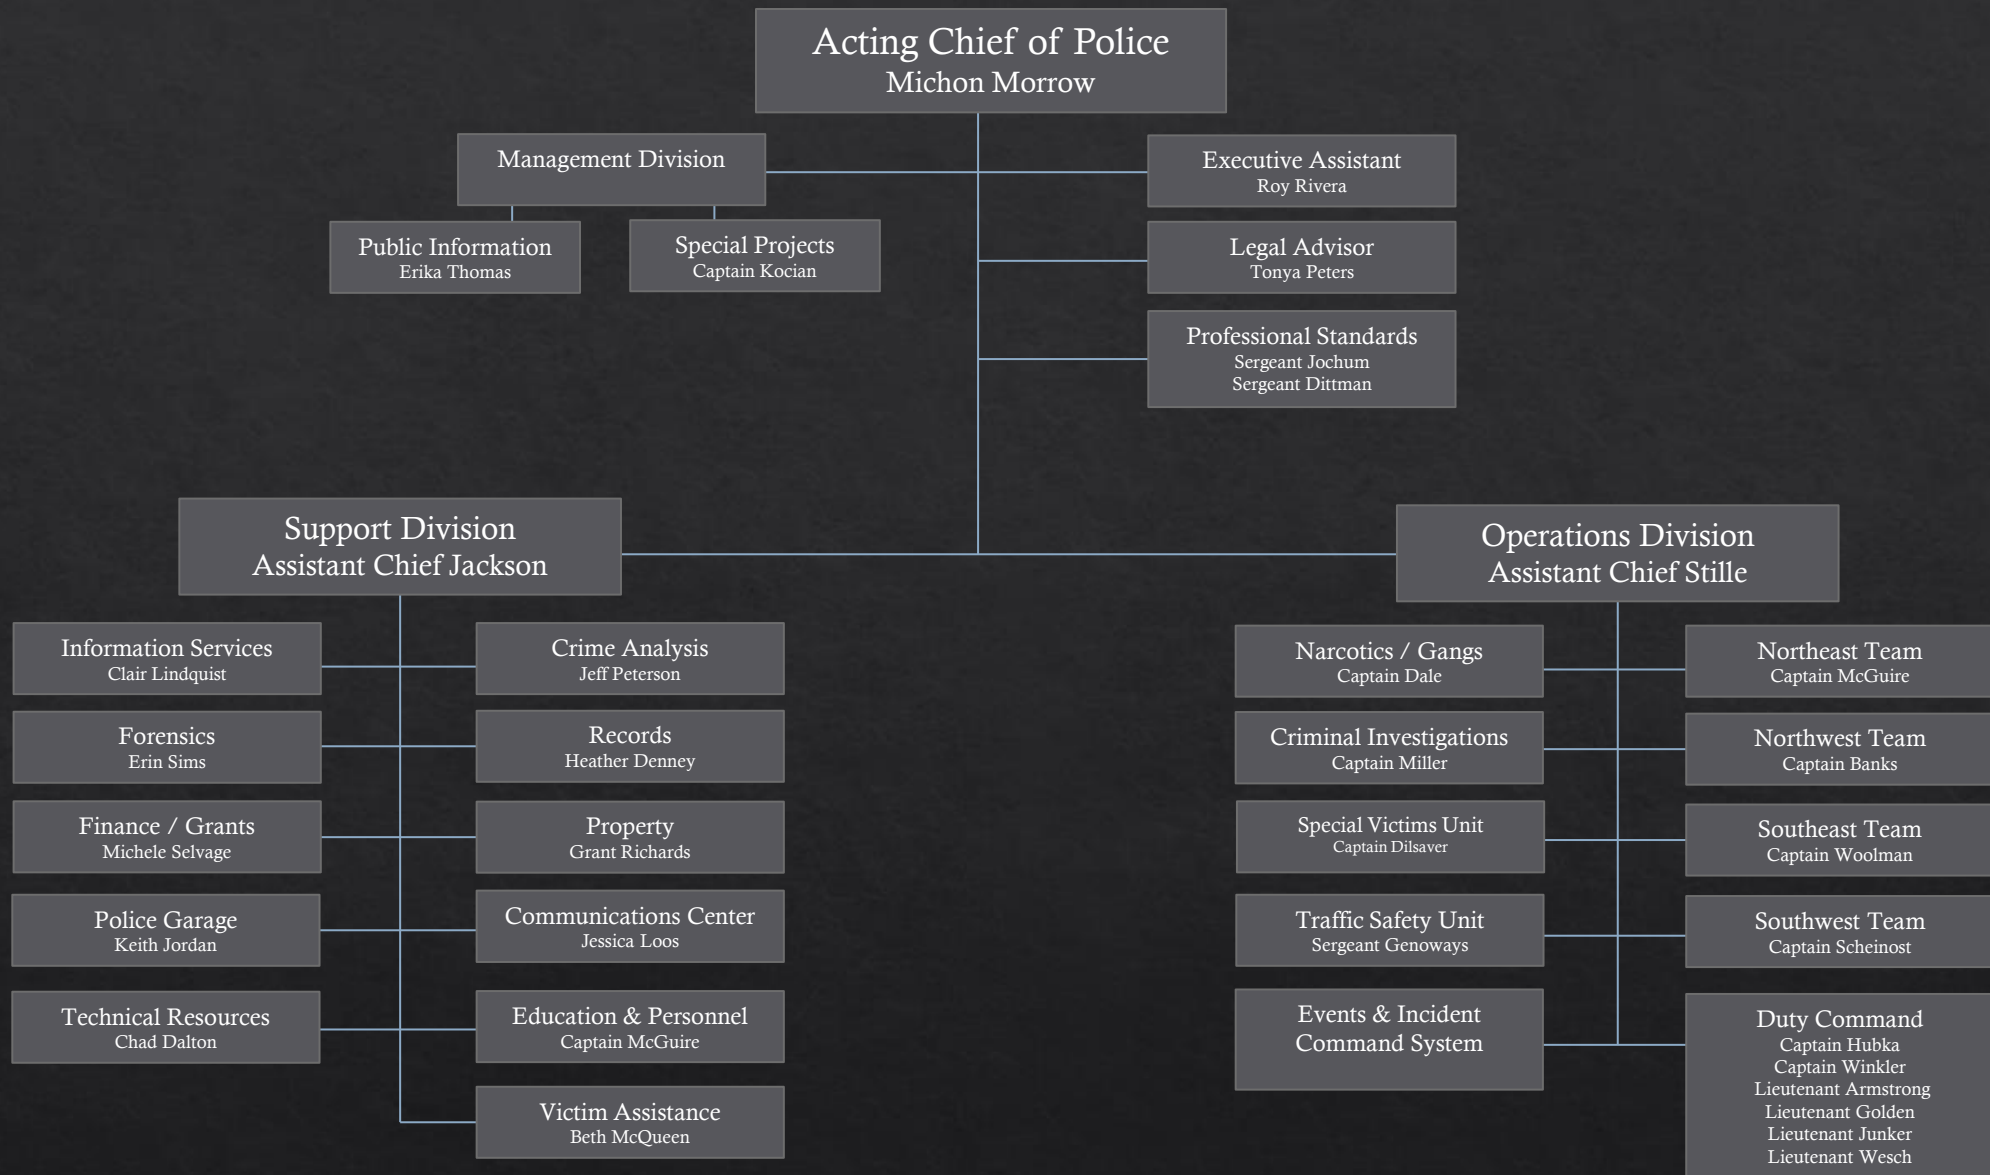 Acting Chief of Police
Michon Morrow
Management Division
Executive Assistant
Roy Rivera
Public Information
Erika Thomas
Special Projects
Captain Kocian
Legal Advisor
Tonya Peters
Professional Standards
Sergeant Jochum
Sergeant Dittman
Support Division
Assistant Chief Jackson
Information Services
Clair Lindquist
Crime Analysis
Jeff Peterson
Forensics
Erin Sims
Records
Heather Denney
Finance / Grants
Michele Selvage
Property
Grant Richards
Police Garage
Keith Jordan
Communications Center
Jessica Loos
Technical Resources
Chad Dalton
Education & Personnel
Captain McGuire
Victim Assistance
Beth McQueen
Operations Division
Assistant Chief Stille
Narcotics / Gangs
Captain Dale
Northeast Team
Captain McGuire
Criminal Investigations
Captain Miller
Northwest Team
Captain Banks
Special Victims Unit
Captain Dilsaver
Southeast Team
Captain Woolman
Traffic Safety Unit
Sergeant Genoways
Southwest Team
Captain Scheinost
Events & Incident
Command System
Duty Command
Captain Hubka
Captain Winkler
Lieutenant Armstrong
Lieutenant Golden
Lieutenant Junker
Lieutenant Wesch